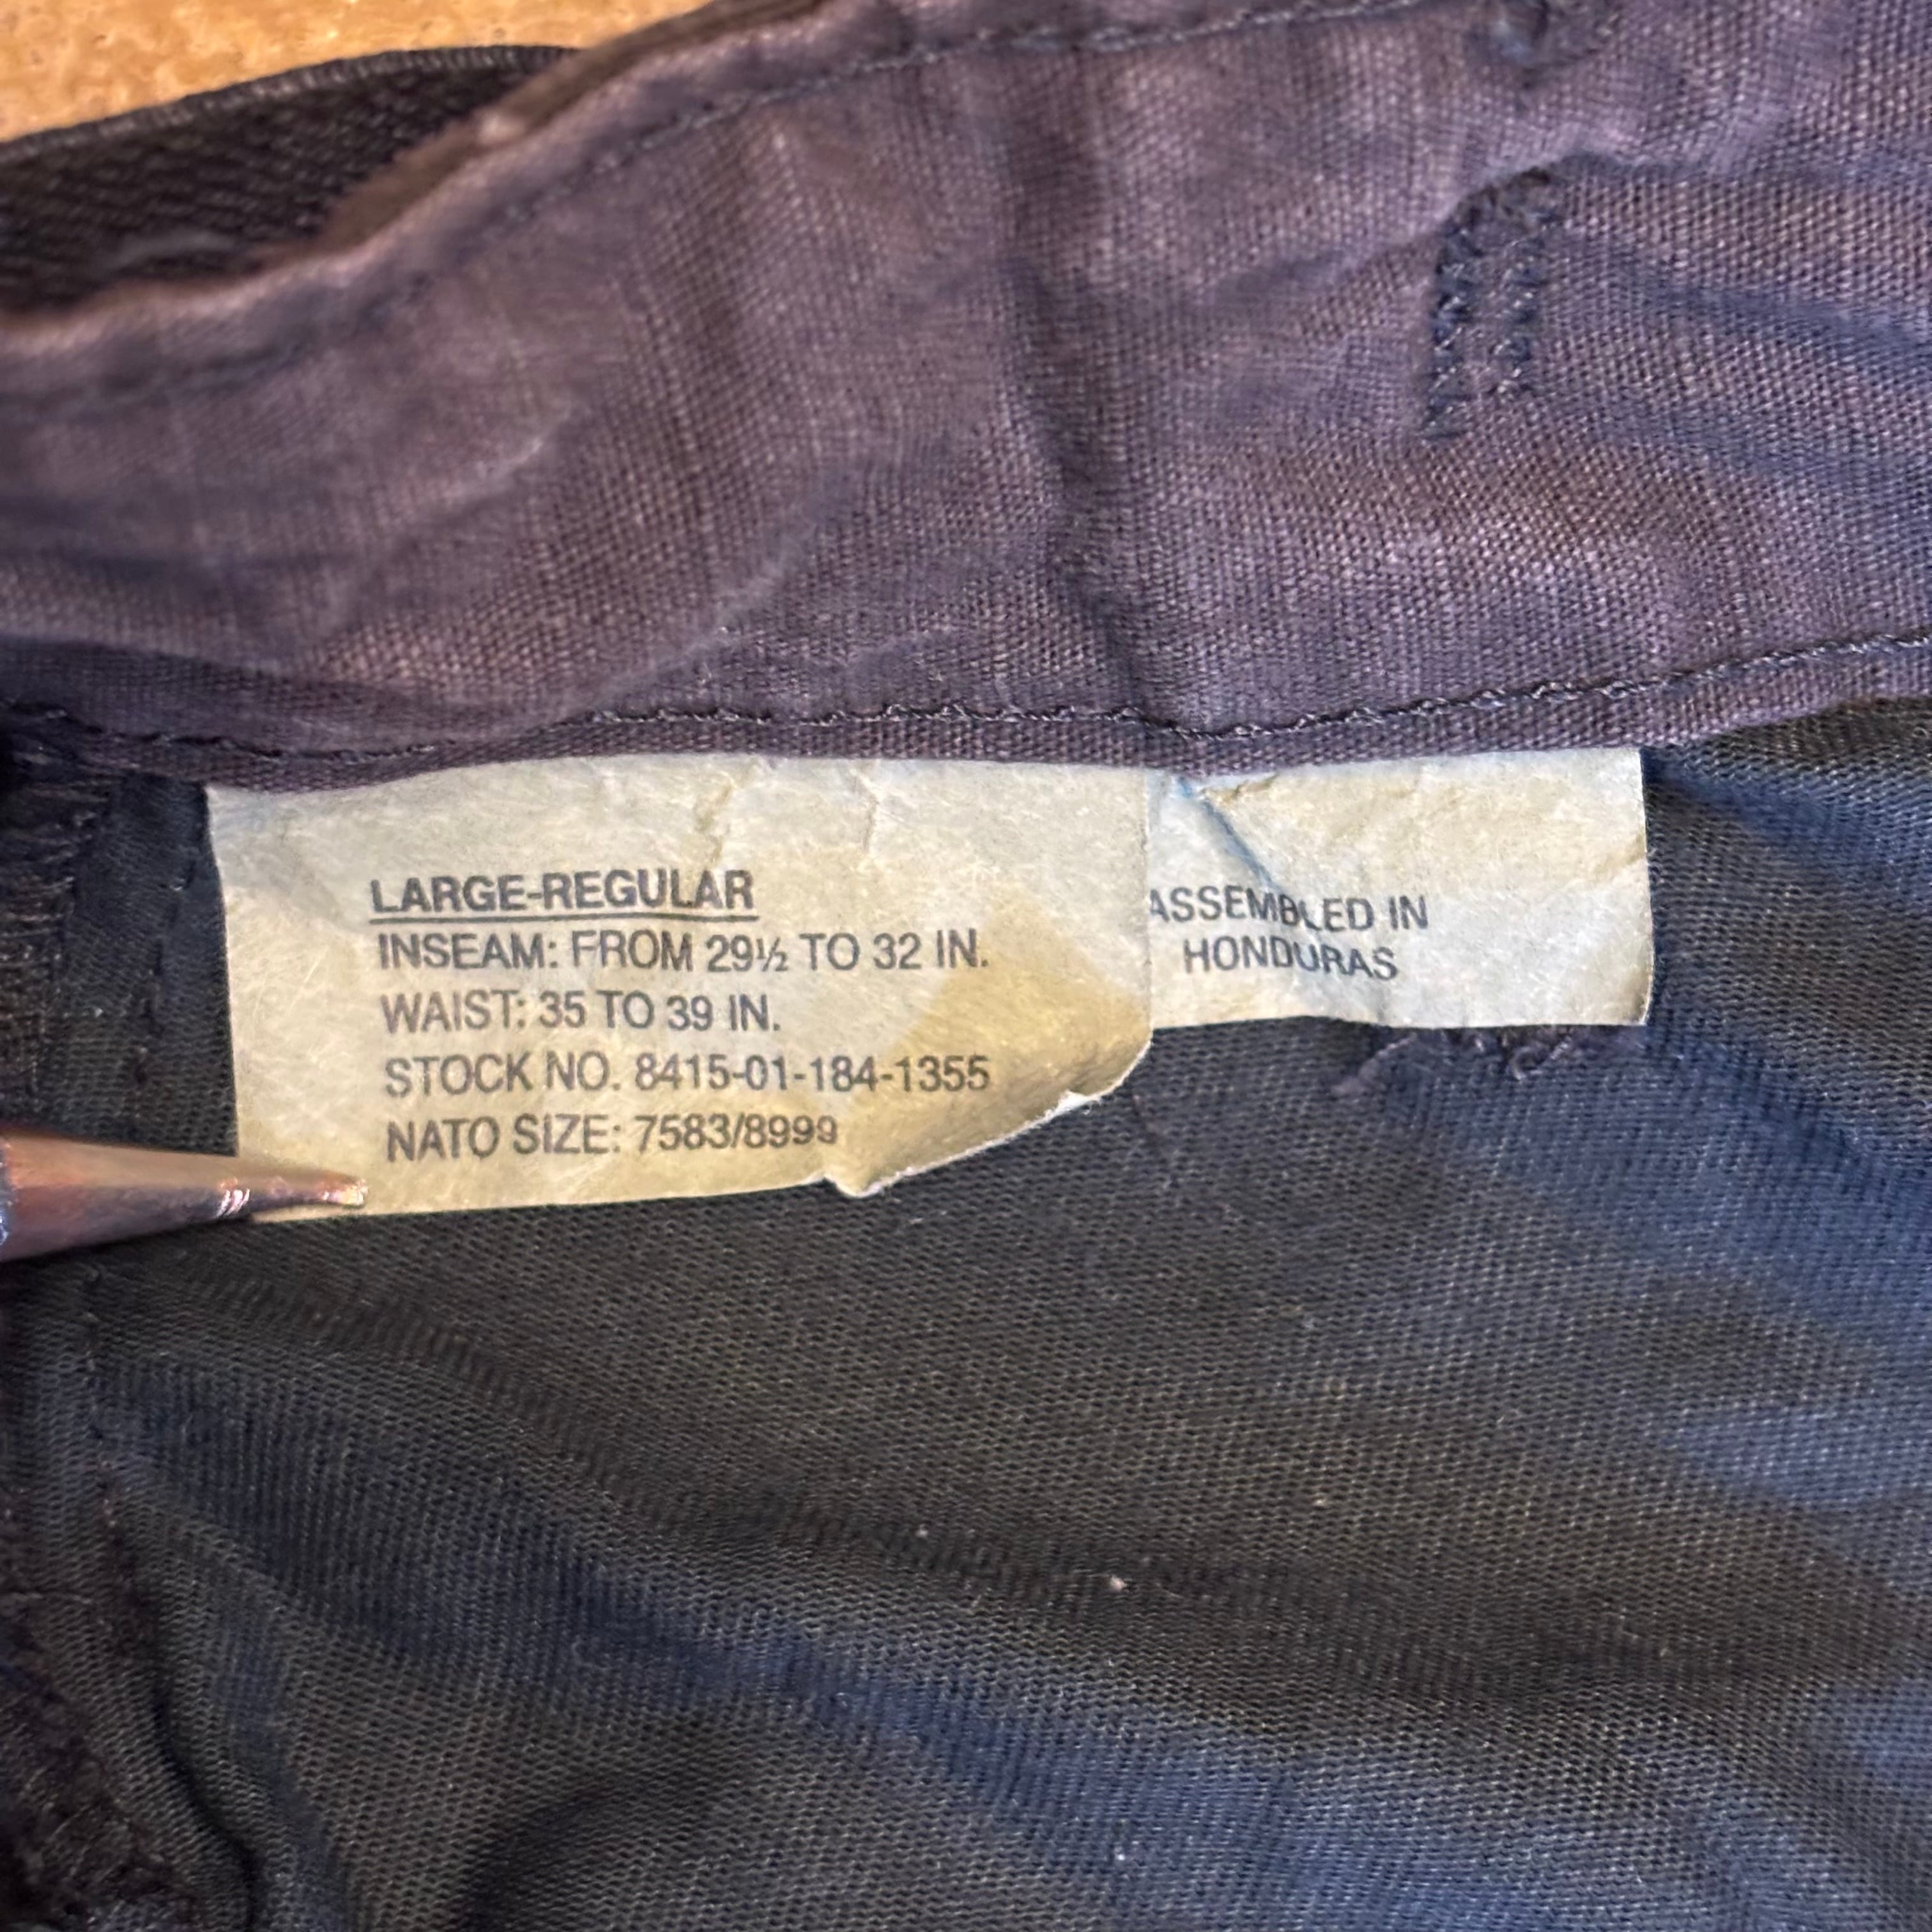 LARGE-REGULAR
INSEAM: FROM 29½ TO 32 IN.
WAIST: 35 TO 39 IN.
STOCK NO. 8415-01-184-1355
NATO SIZE: 7583/8999
ASSEMBLED IN
HONDURAS